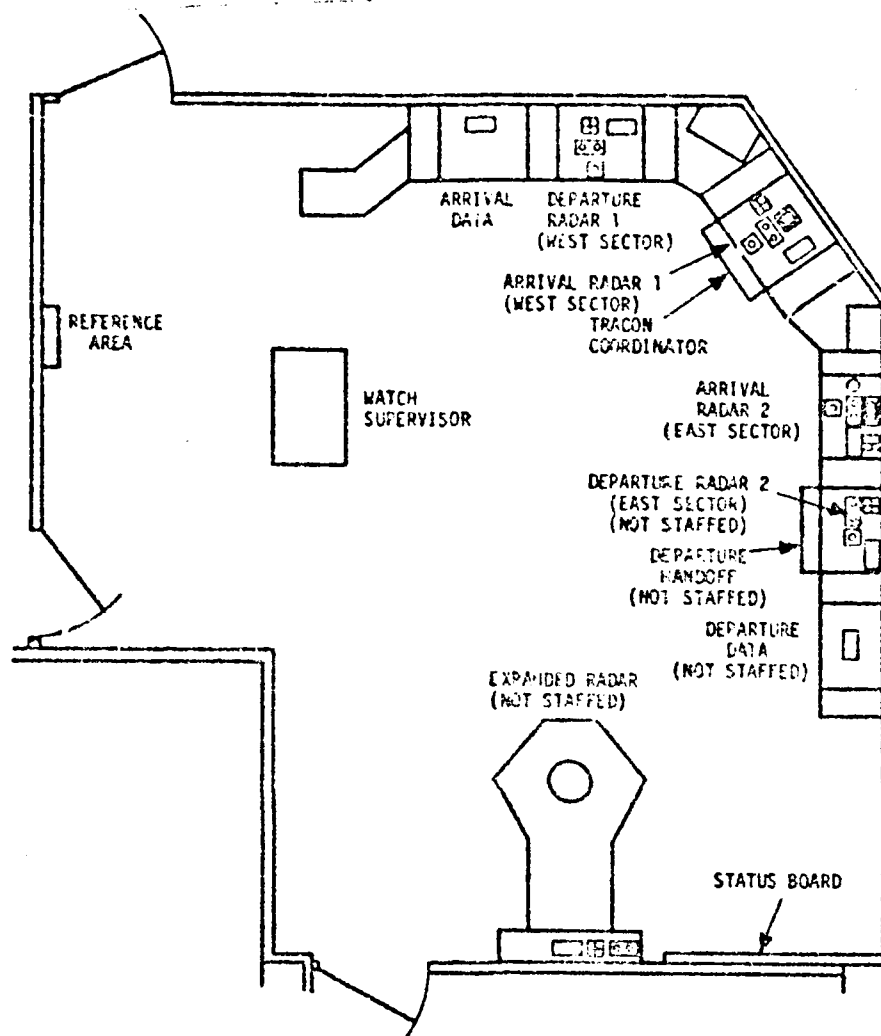 ARRIVAL
DATA
DEPARTURE
RADAR 1
(WEST SECTOR)
ARRIVAL RADAR 1
(WEST SECTOR)
TRACON
COORDINATOR
REFERENCE
AREA
WATCH
SUPERVISOR
ARRIVAL
RADAR 2
(EAST SECTOR)
DEPARTURE RADAR 2
(EAST SECTOR)
(NOT STAFFED)
DEPARTURE
HANDOFF
(NOT STAFFED)
DEPARTURE
DATA
(NOT STAFFED)
EXPANDED RADAR
(NOT STAFFED)
STATUS BOARD